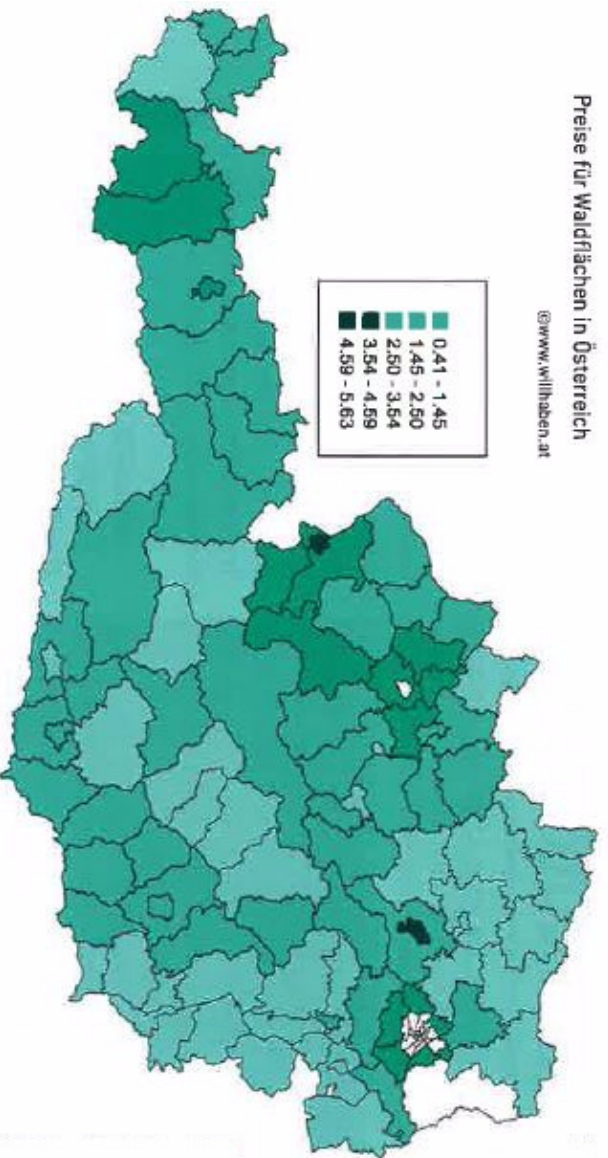 Preise für Waldflächen in Österreich
©www.willhaben.at
0.41 - 1.45
1.45 - 2.50
2.50 - 3.54
3.54 - 4.59
4.59 - 5.63